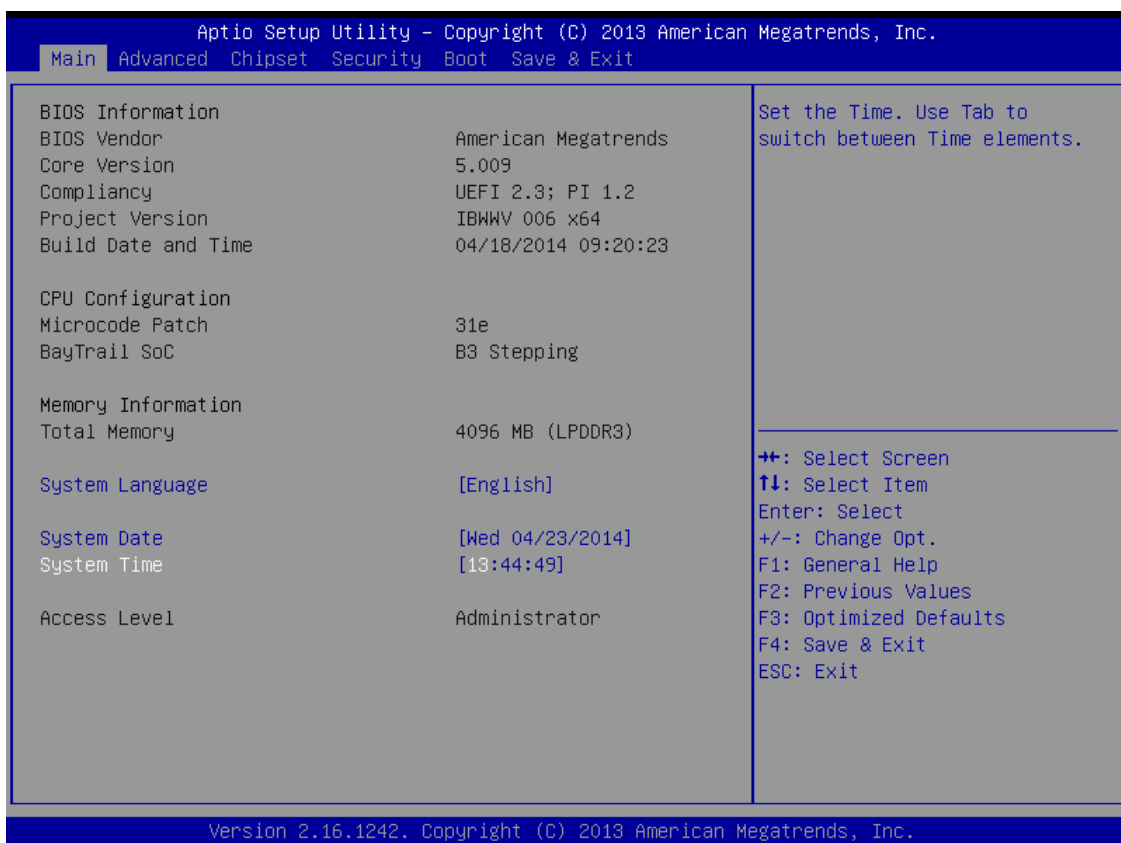 Aptio Setup Utility – Copyright (C) 2013 American Megatrends, Inc.
Main Advanced Chipset Security Boot Save & Exit
BIOS Information
BIOS Vendor American Megatrends
Core Version 5.009
Compliancy UEFI 2.3; PI 1.2
Project Version IBWWV 006 x64
Build Date and Time 04/18/2014 09:20:23
CPU Configuration
Microcode Patch 31e
BayTrail SoC B3 Stepping
Memory Information
Total Memory 4096 MB (LPDDR3)
System Language [English]
System Date [Wed 04/23/2014]
System Time [13:44:49]
Access Level Administrator
Set the Time. Use Tab to
switch between Time elements.
→←: Select Screen
↑↓: Select Item
Enter: Select
+/-: Change Opt.
F1: General Help
F2: Previous Values
F3: Optimized Defaults
F4: Save & Exit
ESC: Exit
Version 2.16.1242. Copyright (C) 2013 American Megatrends, Inc.